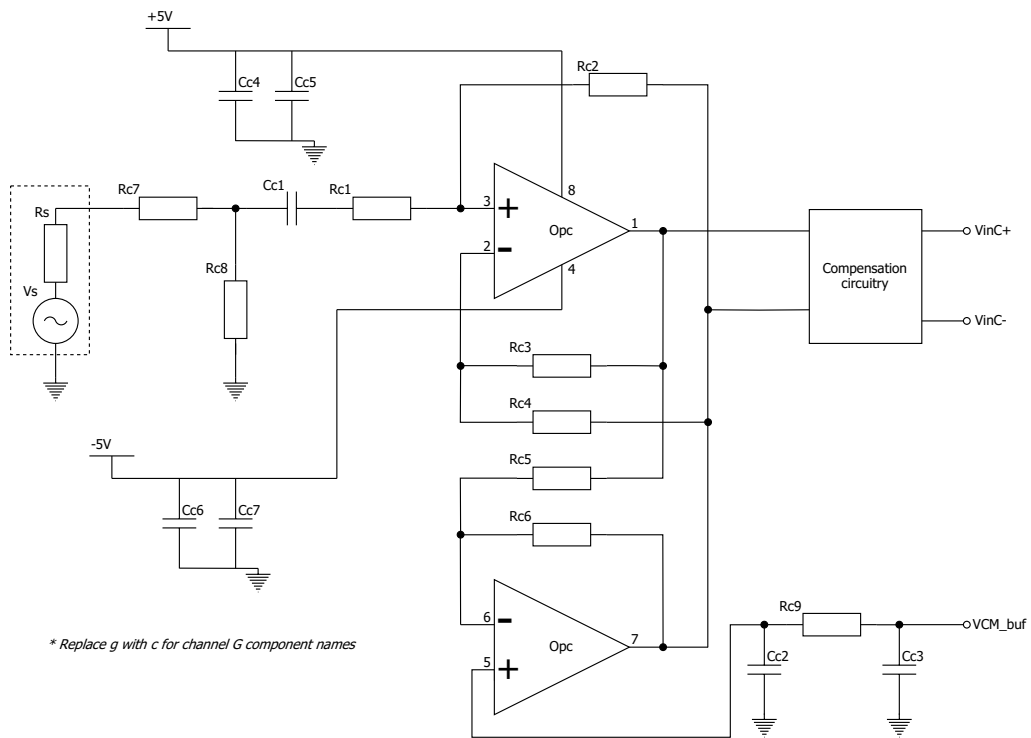 +5V
Cc4
Cc5
Rc2
Rs
Vs
Rc7
Rc8
Cc1
Rc1
3
2
8
1
4
Opc
Compensation
circuitry
VinC+
VinC-
Rc3
Rc4
Rc5
Rc6
-5V
Cc6
Cc7
6
5
7
Opc
Rc9
Cc2
Cc3
VCM_buf
* Replace g with c for channel G component names